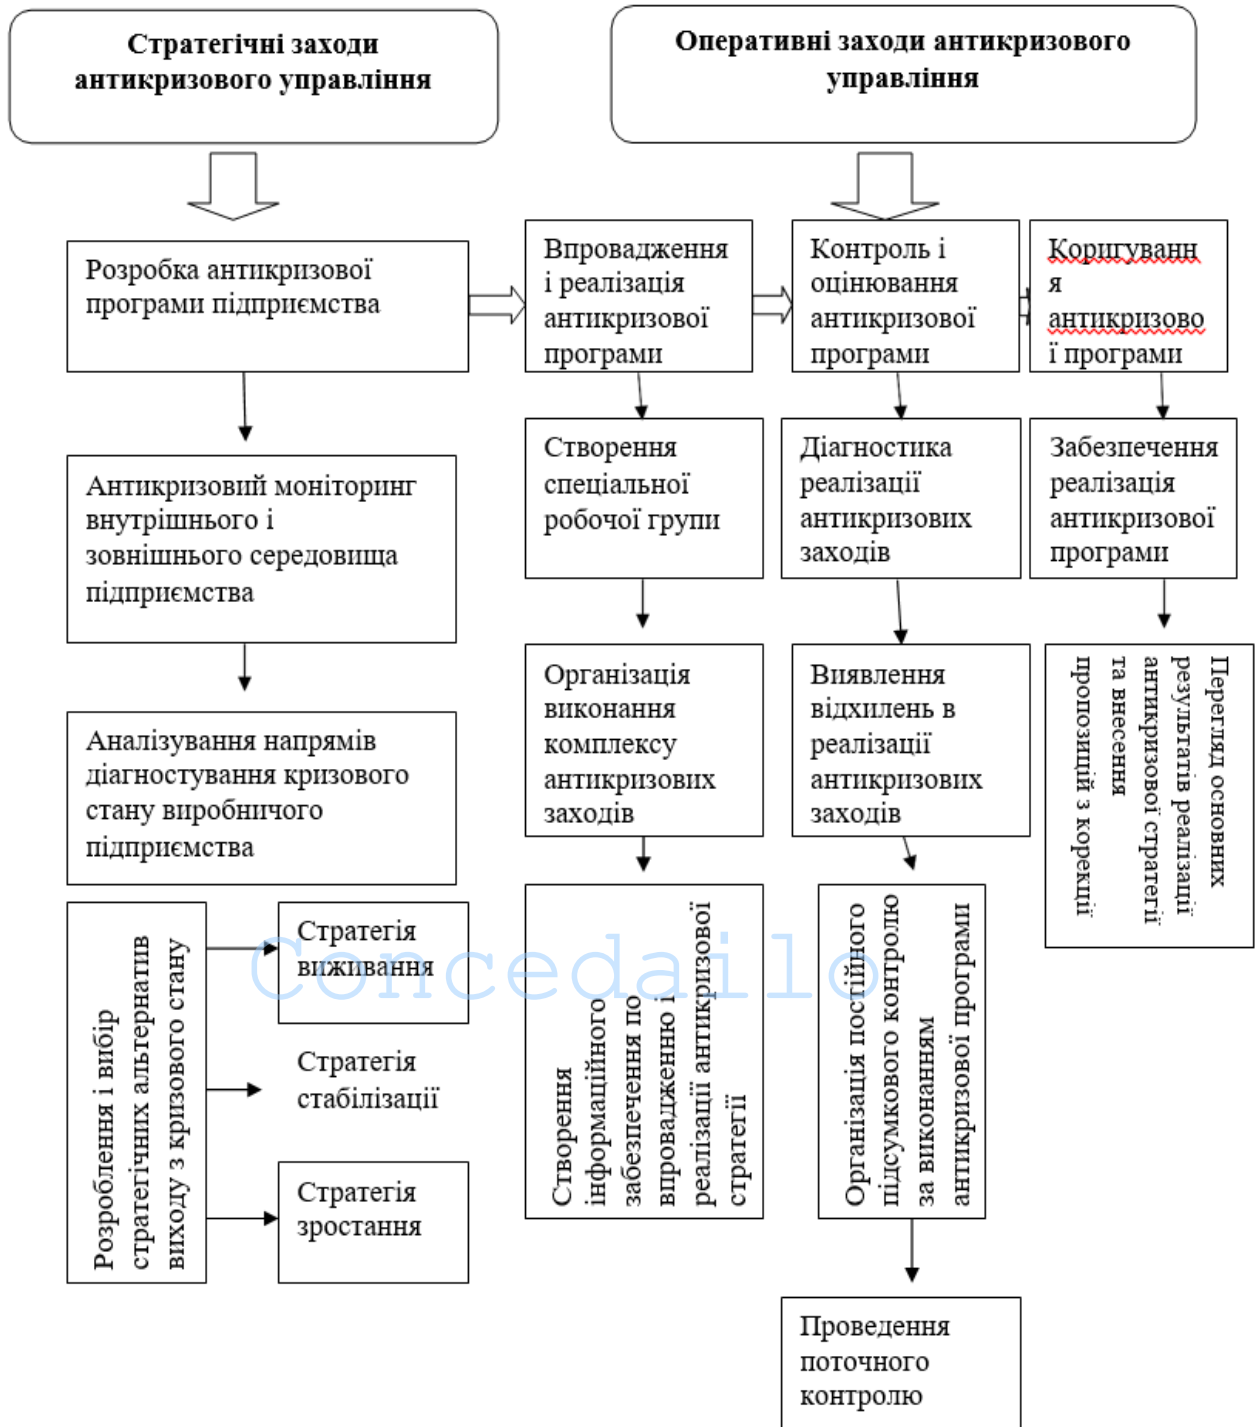 Стратегічні заходи
антикризового управління
Оперативні заходи антикризового
управління
Розробка антикризової
програми підприємства
Впровадження
і реалізація
антикризової
програми
Контроль і
оцінювання
антикризової
програми
Коригуванн
я
антикризово
ї програми
Антикризовий моніторинг
внутрішнього і
зовнішнього середовища
підприємства
Створення
спеціальної
робочої групи
Діагностика
реалізації
антикризових
заходів
Забезпечення
реалізація
антикризової
програми
Аналізування напрямів
діагностування кризового
стану виробничого
підприємства
Організація
виконання
комплексу
антикризових
заходів
Виявлення
відхилень в
реалізації
антикризових
заходів
Перегляд основних
результатів реалізації
антикризової стратегії
та внесення
пропозицій з корекції
Розроблення і вибір
стратегічних альтернатив
виходу з кризового стану
Стратегія
виживання
Стратегія
стабілізації
Стратегія
зростання
Створення
інформаційного
забезпечення по
впровадженню і
реалізації антикризової
стратегії
Організація постійного
підсумкового контролю
за виконанням
антикризової програми
Проведення
поточного
контролю
Concedailo